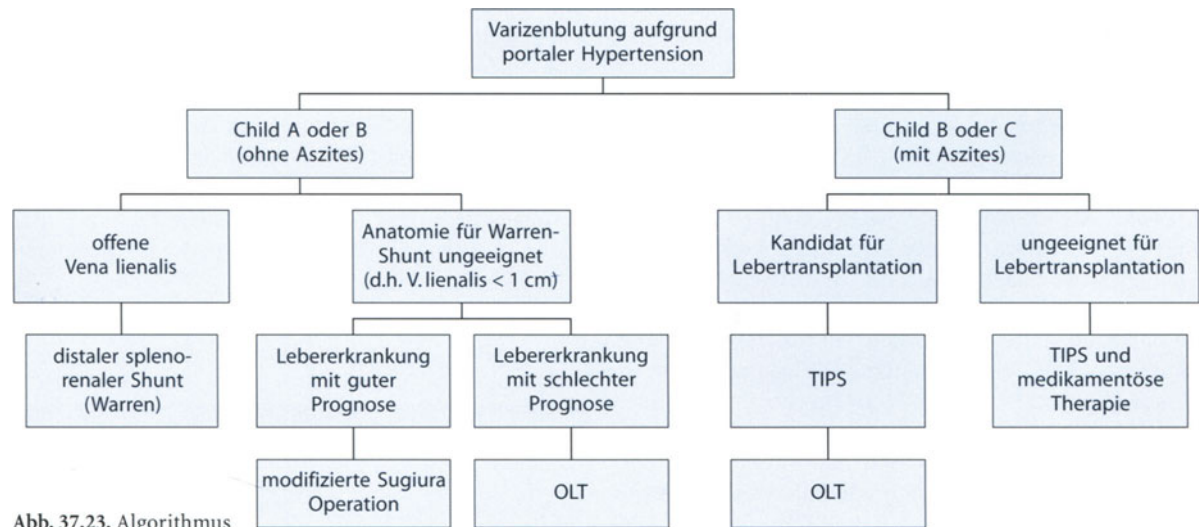 Varizenblutung aufgrund
portaler Hypertension
Child A oder B
(ohne Aszites)
Child B oder C
(mit Aszites)
offene
Vena lienalis
Anatomie für Warren-
Shunt ungeeignet
(d.h. V. lienalis < 1 cm)
Kandidat für
Lebertransplantation
ungeeignet für
Lebertransplantation
distaler spleno-
renaler Shunt
(Warren)
Lebererkrankung
mit guter
Prognose
Lebererkrankung
mit schlechter
Prognose
TIPS
TIPS und
medikamentöse
Therapie
modifizierte Sugiura
Operation
OLT
OLT
Abb. 37.23. Algorithmus